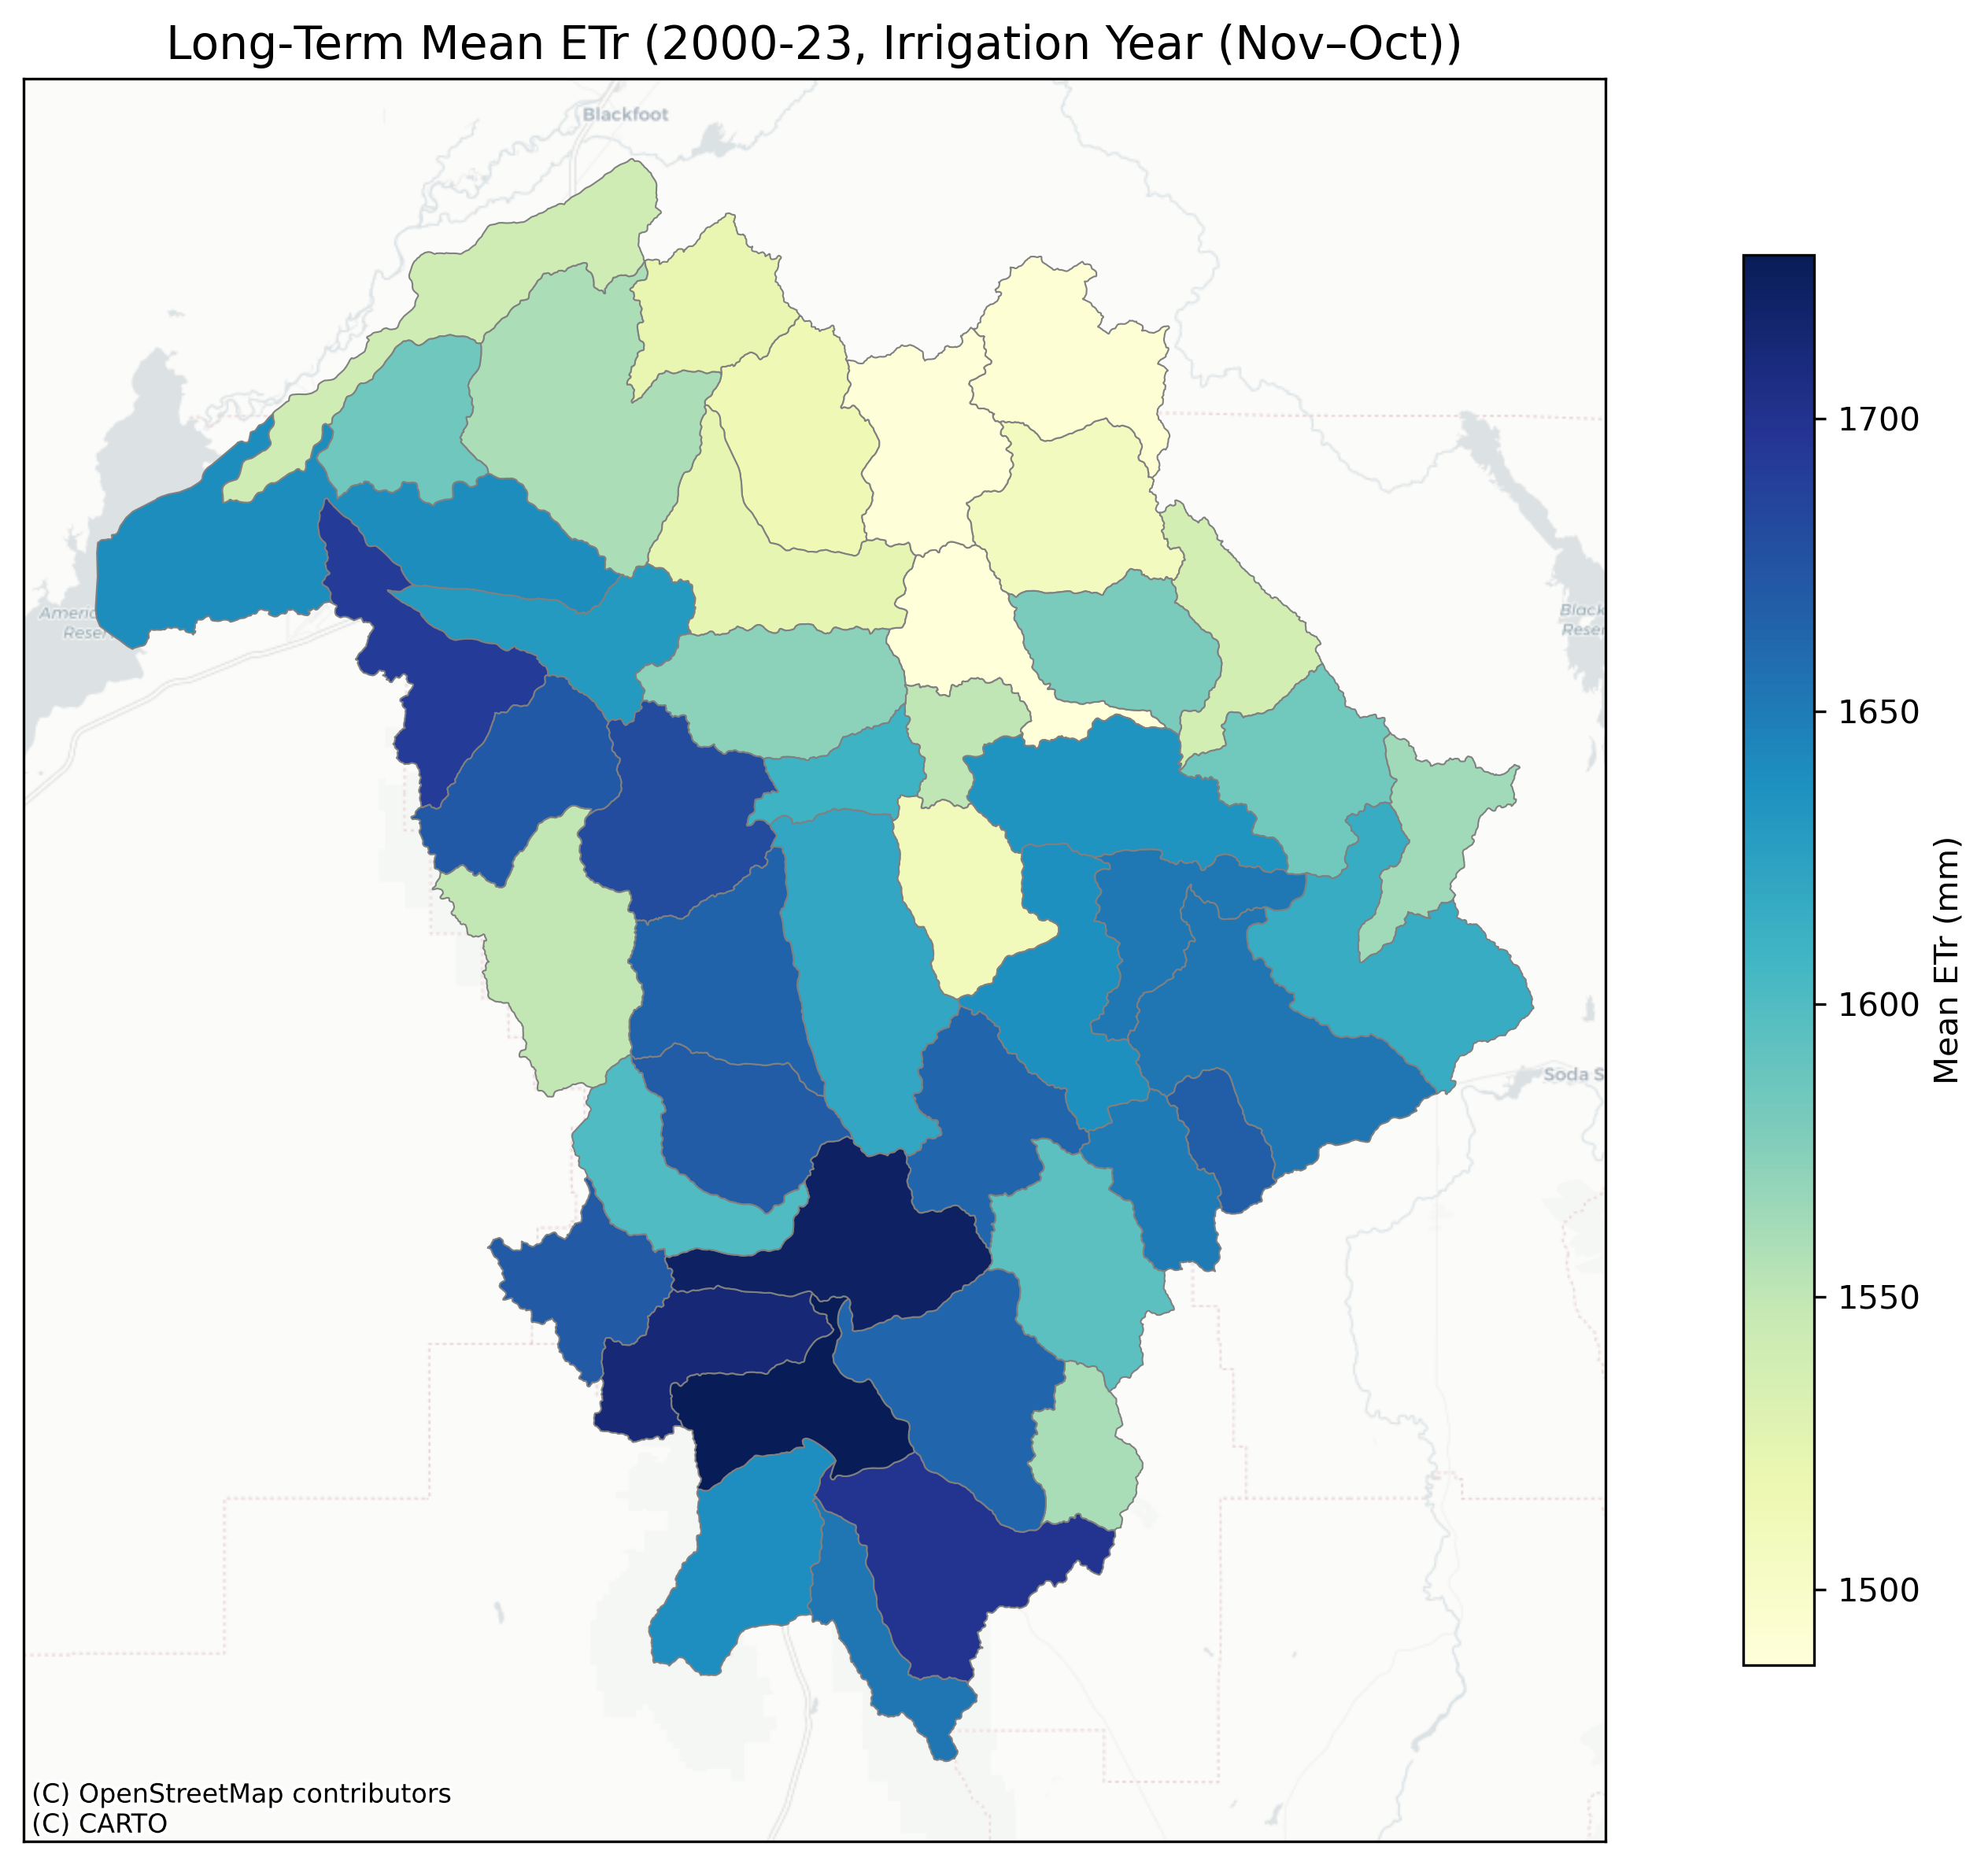 Long-Term Mean ETr (2000-23, Irrigation Year (Nov–Oct))
Blackfoot
Americ
Reser
Black
Reser
Soda S
1700
1650
1600
1550
1500
Mean ETr (mm)
(C) OpenStreetMap contributors
(C) CARTO